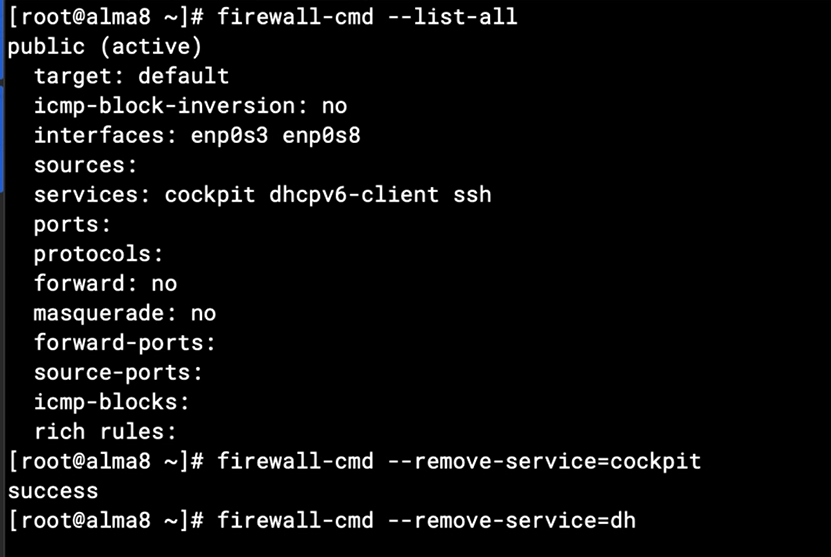 [root@alma8 ~]# firewall-cmd --list-all
public (active)
  target: default
  icmp-block-inversion: no
  interfaces: enp0s3 enp0s8
  sources:
  services: cockpit dhcpv6-client ssh
  ports:
  protocols:
  forward: no
  masquerade: no
  forward-ports:
  source-ports:
  icmp-blocks:
  rich rules:
[root@alma8 ~]# firewall-cmd --remove-service=cockpit
success
[root@alma8 ~]# firewall-cmd --remove-service=dh